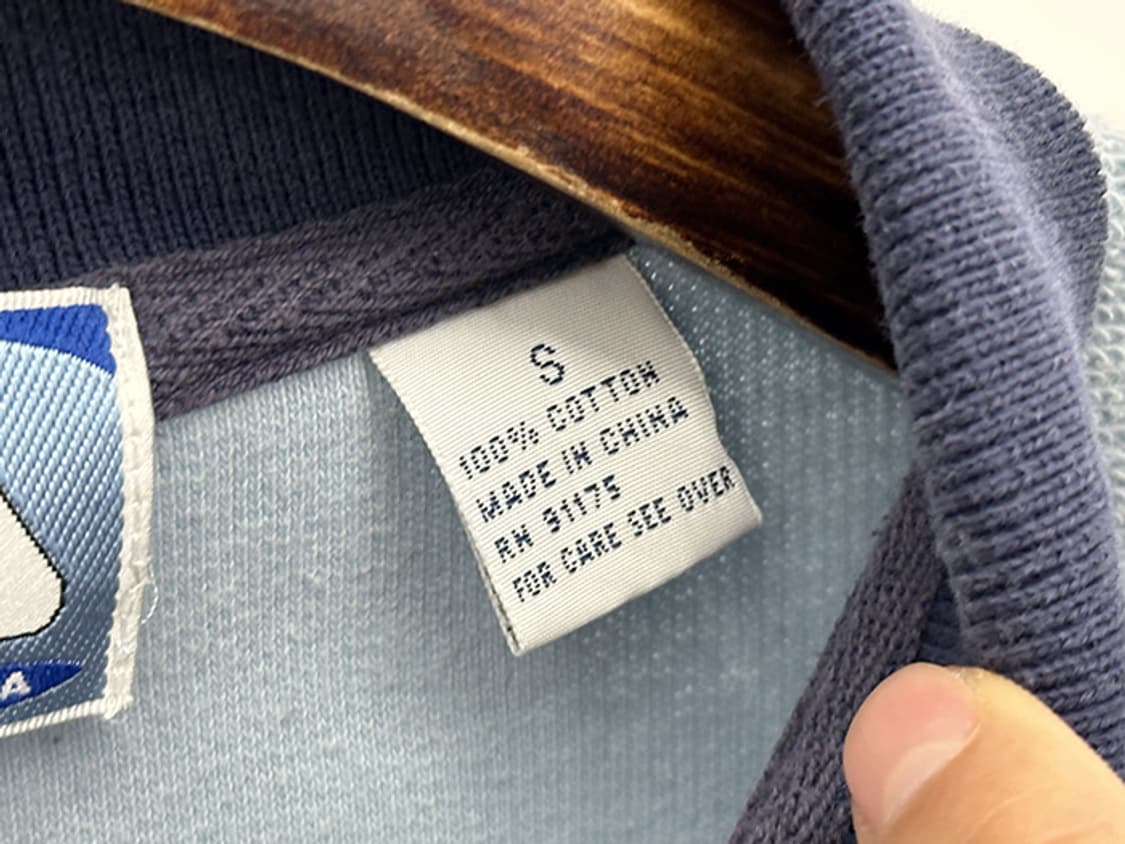 S
100% COTTON
MADE IN CHINA
RN 91175
FOR CARE SEE OVER
A